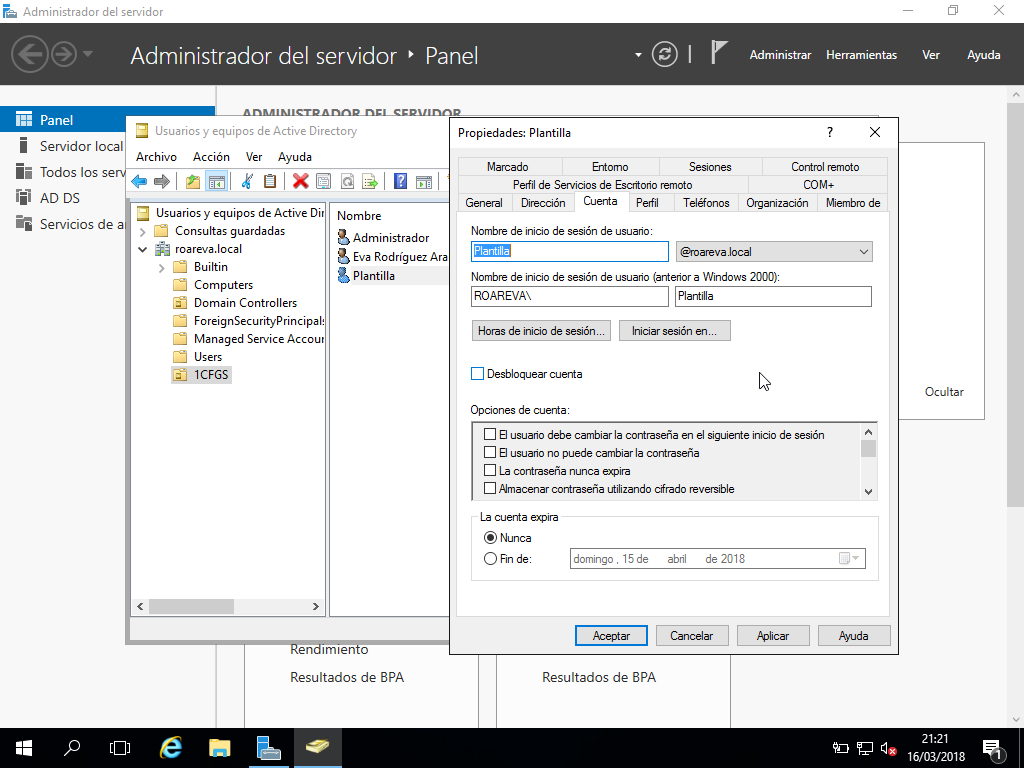 Administrador del servidor
Administrador del servidor ‣ Panel
Administrar Herramientas Ver Ayuda
Panel
Servidor local
Todos los serv
AD DS
Servicios de a
ADMINISTRADOR DEL SERVIDOR
Usuarios y equipos de Active Directory
Archivo Acción Ver Ayuda
Usuarios y equipos de Active Dir
Consultas guardadas
roareva.local
Builtin
Computers
Domain Controllers
ForeignSecurityPrincipals
Managed Service Accour
Users
1CFGS
Nombre
Administrador
Eva Rodríguez Ara
Plantilla
Propiedades: Plantilla
Marcado Entorno Sesiones Control remoto
Perfil de Servicios de Escritorio remoto COM+
General Dirección Cuenta Perfil Teléfonos Organización Miembro de
Nombre de inicio de sesión de usuario:
Plantilla @roareva.local
Nombre de inicio de sesión de usuario (anterior a Windows 2000):
ROAREVA\ Plantilla
Horas de inicio de sesión... Iniciar sesión en...
Desbloquear cuenta
Opciones de cuenta:
El usuario debe cambiar la contraseña en el siguiente inicio de sesión
El usuario no puede cambiar la contraseña
La contraseña nunca expira
Almacenar contraseña utilizando cifrado reversible
La cuenta expira
Nunca
Fin de: domingo , 15 de abril de 2018
Aceptar Cancelar Aplicar Ayuda
Ocultar
Rendimiento
Resultados de BPA Resultados de BPA
21:21
16/03/2018
1